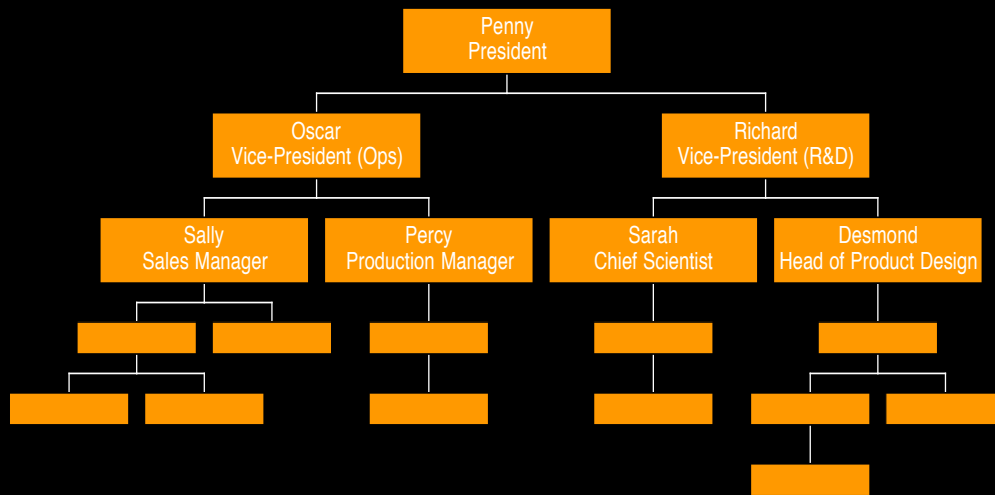 Penny
President
Oscar
Vice-President (Ops)
Richard
Vice-President (R&D)
Sally
Sales Manager
Percy
Production Manager
Sarah
Chief Scientist
Desmond
Head of Product Design